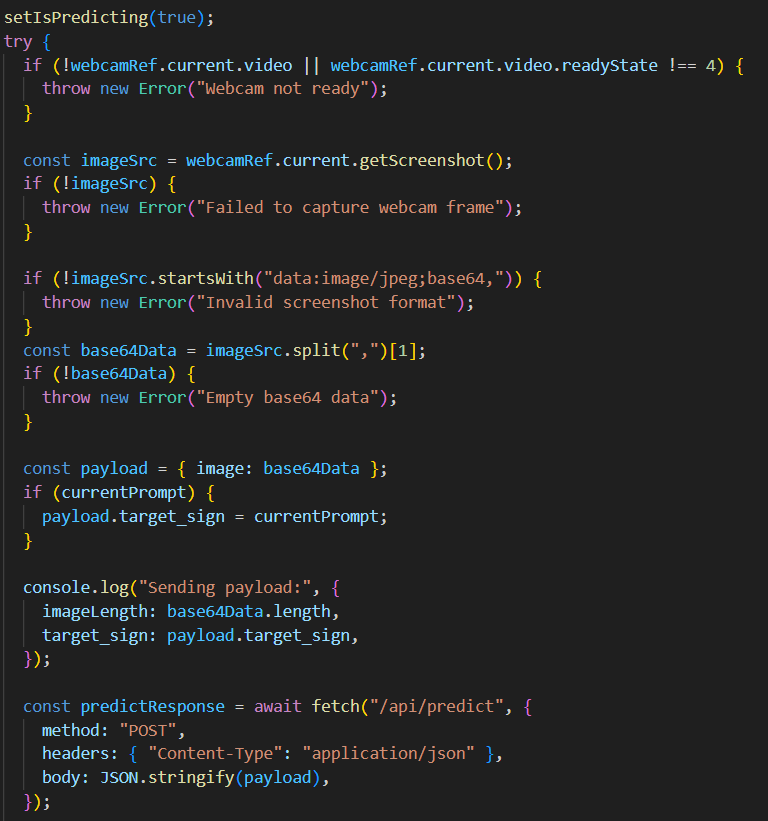 setIsPredicting(true);
try {
  if (!webcamRef.current.video || webcamRef.current.video.readyState !== 4) {
    throw new Error("Webcam not ready");
  }

  const imageSrc = webcamRef.current.getScreenshot();
  if (!imageSrc) {
    throw new Error("Failed to capture webcam frame");
  }

  if (!imageSrc.startsWith("data:image/jpeg;base64,")) {
    throw new Error("Invalid screenshot format");
  }
  const base64Data = imageSrc.split(",")[1];
  if (!base64Data) {
    throw new Error("Empty base64 data");
  }

  const payload = { image: base64Data };
  if (currentPrompt) {
    payload.target_sign = currentPrompt;
  }

  console.log("Sending payload:", {
    imageLength: base64Data.length,
    target_sign: payload.target_sign,
  });

  const predictResponse = await fetch("/api/predict", {
    method: "POST",
    headers: { "Content-Type": "application/json" },
    body: JSON.stringify(payload),
  });